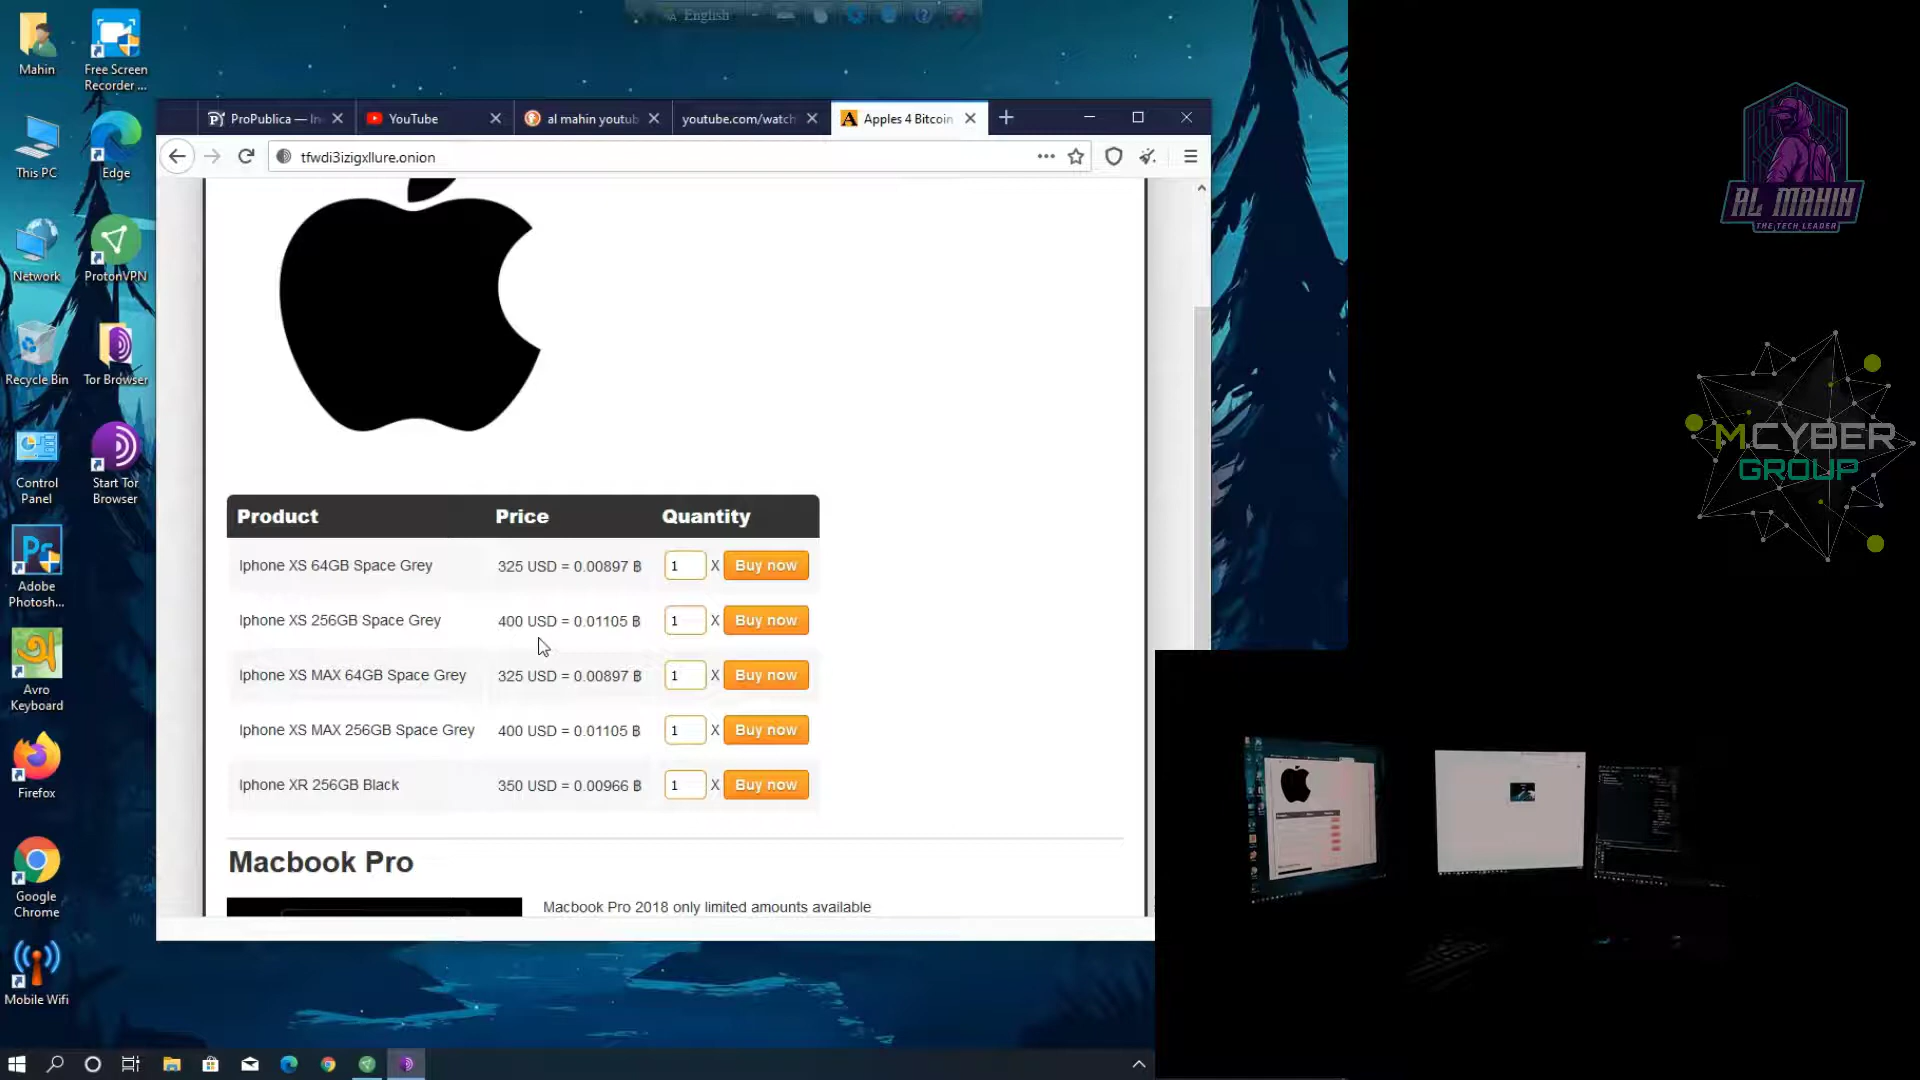 English
Mahin
Free Screen
Recorder ...
This PC
Edge
Network
ProtonVPN
Recycle Bin
Tor Browser
Control
Panel
Start Tor
Browser
Ps
Adobe
Photosh...
অ
Avro
Keyboard
Firefox
Google
Chrome
Mobile Wifi
ProPublica — In
YouTube
al mahin youtub
youtube.com/watch
Apples 4 Bitcoin
tfwdi3izigxllure.onion
Product Price Quantity
Iphone XS 64GB Space Grey 325 USD = 0.00897 ฿ 1 X Buy now
Iphone XS 256GB Space Grey 400 USD = 0.01105 ฿ 1 X Buy now
Iphone XS MAX 64GB Space Grey 325 USD = 0.00897 ฿ 1 X Buy now
Iphone XS MAX 256GB Space Grey 400 USD = 0.01105 ฿ 1 X Buy now
Iphone XR 256GB Black 350 USD = 0.00966 ฿ 1 X Buy now
Macbook Pro
Macbook Pro 2018 only limited amounts available
AL MAHIN
THE TECH LEADER
MCYBER
GROUP